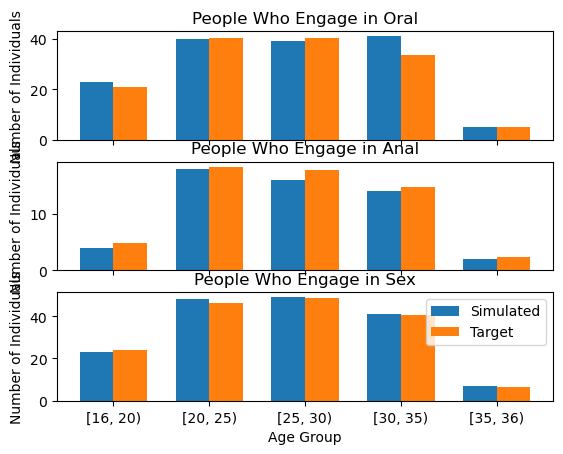 People Who Engage in Oral
Number of Individuals
40
20
0
People Who Engage in Anal
Number of Individuals
10
0
People Who Engage in Sex
Number of Individuals
40
20
0
Simulated
Target
[16, 20)
[20, 25)
[25, 30)
[30, 35)
[35, 36)
Age Group